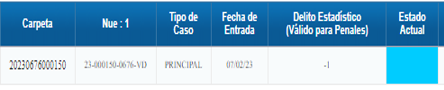 Carpeta Nue : 1 Tipo de Caso Fecha de Entrada Delito Estadístico (Válido para Penales) Estado Actual
20230676000150 23-000150-0676-VD PRINCIPAL 07/02/23 -1